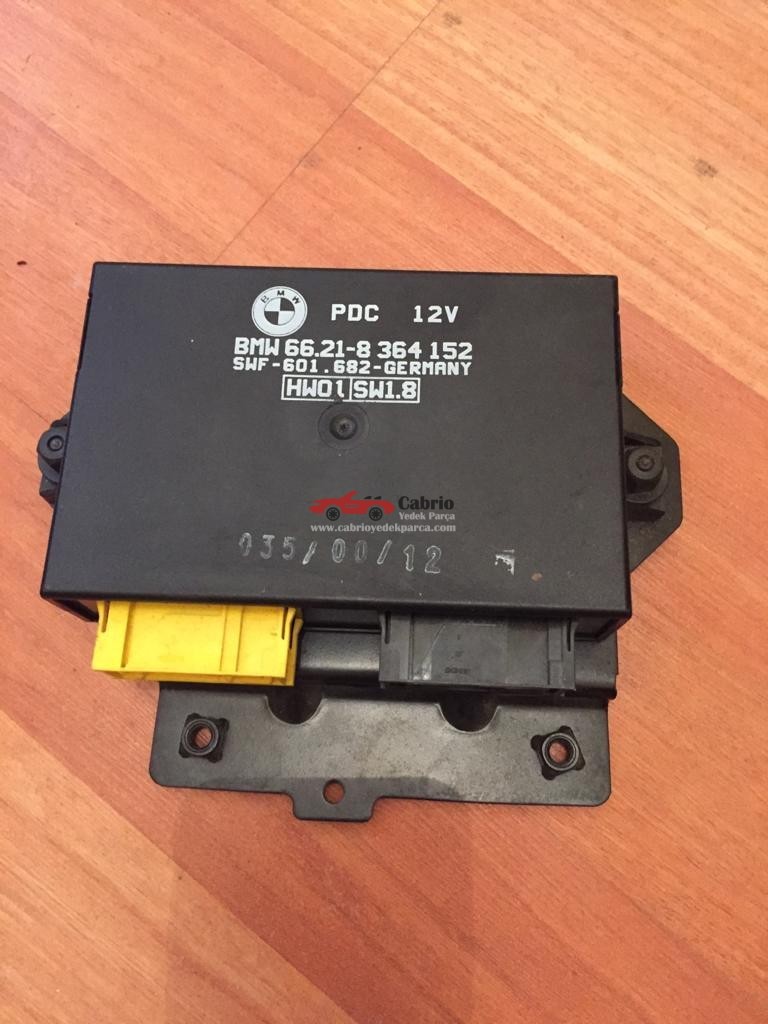 BMW
PDC 12V
BMW 66.21-8 364 152
SWF-601.682-GERMANY
HW01 SW1.8
Cabrio
Yedek Parça
www.cabrioyedekparca.com
035/00/12